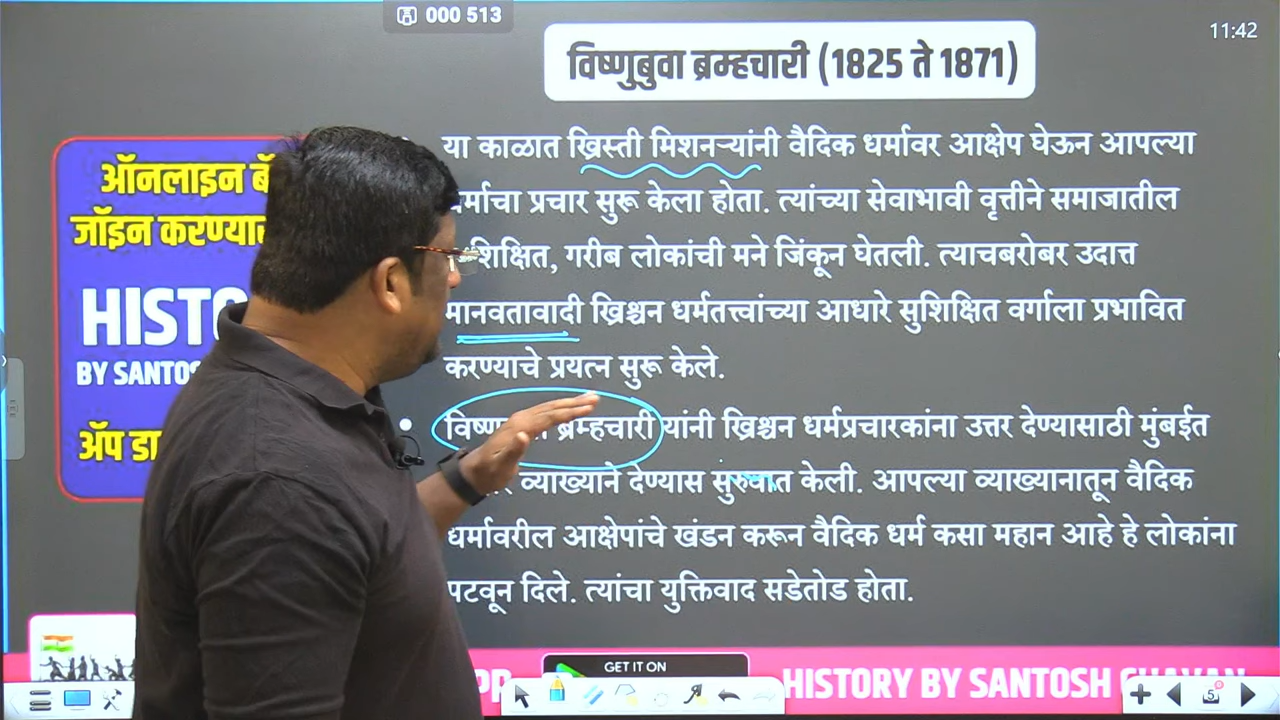 000 513
11:42
विष्णुबुवा ब्रम्हचारी (1825 ते 1871)
ऑनलाइन
जॉइन
HISTO
BY SANTOS
ॲप डा
या काळात ख्रिस्ती मिशनऱ्यांनी वैदिक धर्मावर आक्षेप घेऊन आपल्या
प्रचार सुरू केला होता. त्यांच्या सेवाभावी वृत्तीने समाजातील
गरीब लोकांची मने जिंकून घेतली. त्याचबरोबर उदात्त
मानवतावादी ख्रिश्चन धर्मतत्त्वांच्या आधारे सुशिक्षित वर्गाला प्रभावित
करण्याचे प्रयत्न सुरू केले.
ब्रम्हचारी यांनी ख्रिश्चन धर्मप्रचारकांना उत्तर देण्यासाठी मुंबईत
व्याख्याने देण्यास सुरुवात केली. आपल्या व्याख्यानातून वैदिक
धर्मावरील आक्षेपांचे खंडन करून वैदिक धर्म कसा महान आहे हे लोकांना
पटवून दिले. त्यांचा युक्तिवाद सडेतोड होता.
GET IT ON
HISTORY BY SANTOSH CHAVAN
5